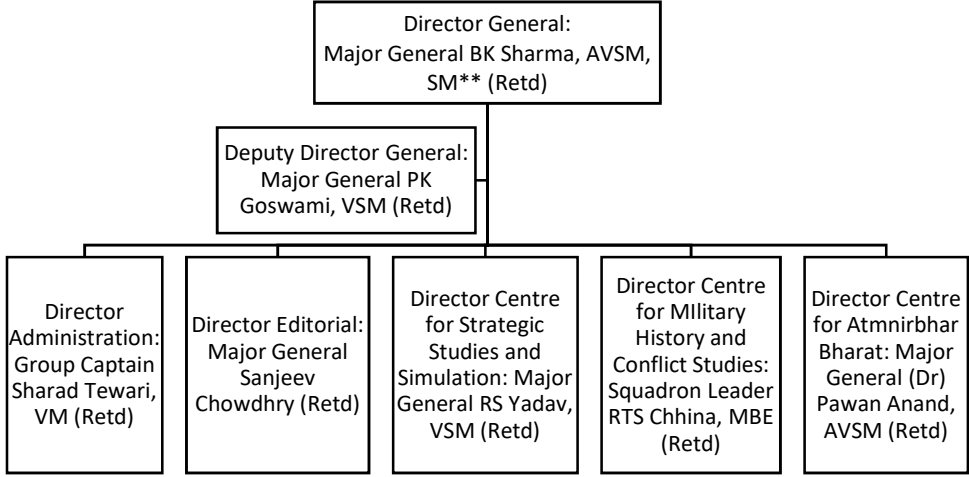 Director General:
Major General BK Sharma, AVSM,
SM** (Retd)
Deputy Director General:
Major General PK
Goswami, VSM (Retd)
Director
Administration:
Group Captain
Sharad Tewari,
VM (Retd)
Director Editorial:
Major General
Sanjeev
Chowdhry (Retd)
Director Centre
for Strategic
Studies and
Simulation: Major
General RS Yadav,
VSM (Retd)
Director Centre
for MIlitary
History and
Conflict Studies:
Squadron Leader
RTS Chhina, MBE
(Retd)
Director Centre
for Atmnirbhar
Bharat: Major
General (Dr)
Pawan Anand,
AVSM (Retd)